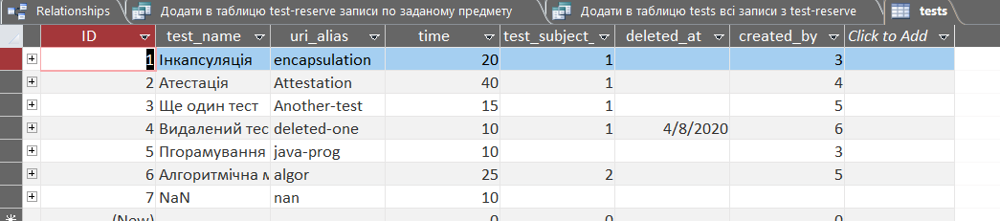 Relationships Додати в таблицю test-reserve записи по заданому предмету Додати в таблицю tests всі записи з test-reserve tests
ID test_name uri_alias time test_subject_ deleted_at created_by Click to Add
1 Інкапсуляція encapsulation 20 1 3
2 Атестація Attestation 40 1 4
3 Ще один тест Another-test 15 1 5
4 Видалений тес deleted-one 10 1 4/8/2020 6
5 Пгорамування java-prog 10 3
6 Алгоритмічна algor 25 2 5
7 NaN nan 10
(New) 0 0 0